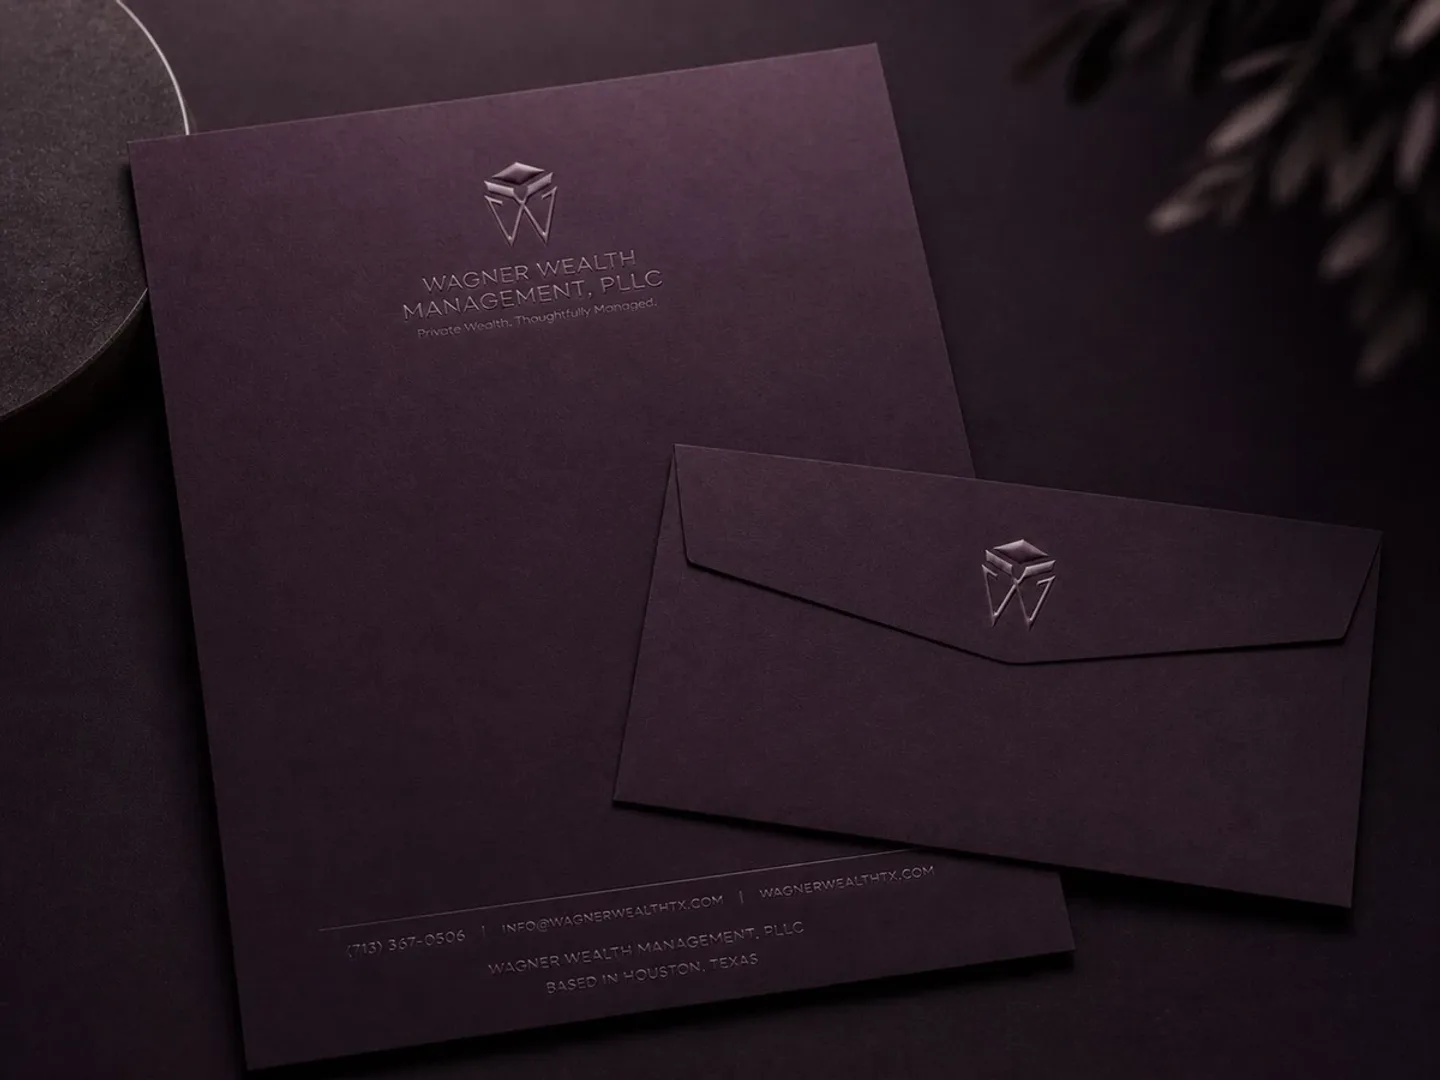 WAGNER WEALTH
MANAGEMENT, PLLC
Private Wealth. Thoughtfully Managed.
(713) 367-0506 | INFO@WAGNERWEALTHTX.COM | WAGNERWEALTHTX.COM
WAGNER WEALTH MANAGEMENT, PLLC
BASED IN HOUSTON, TEXAS